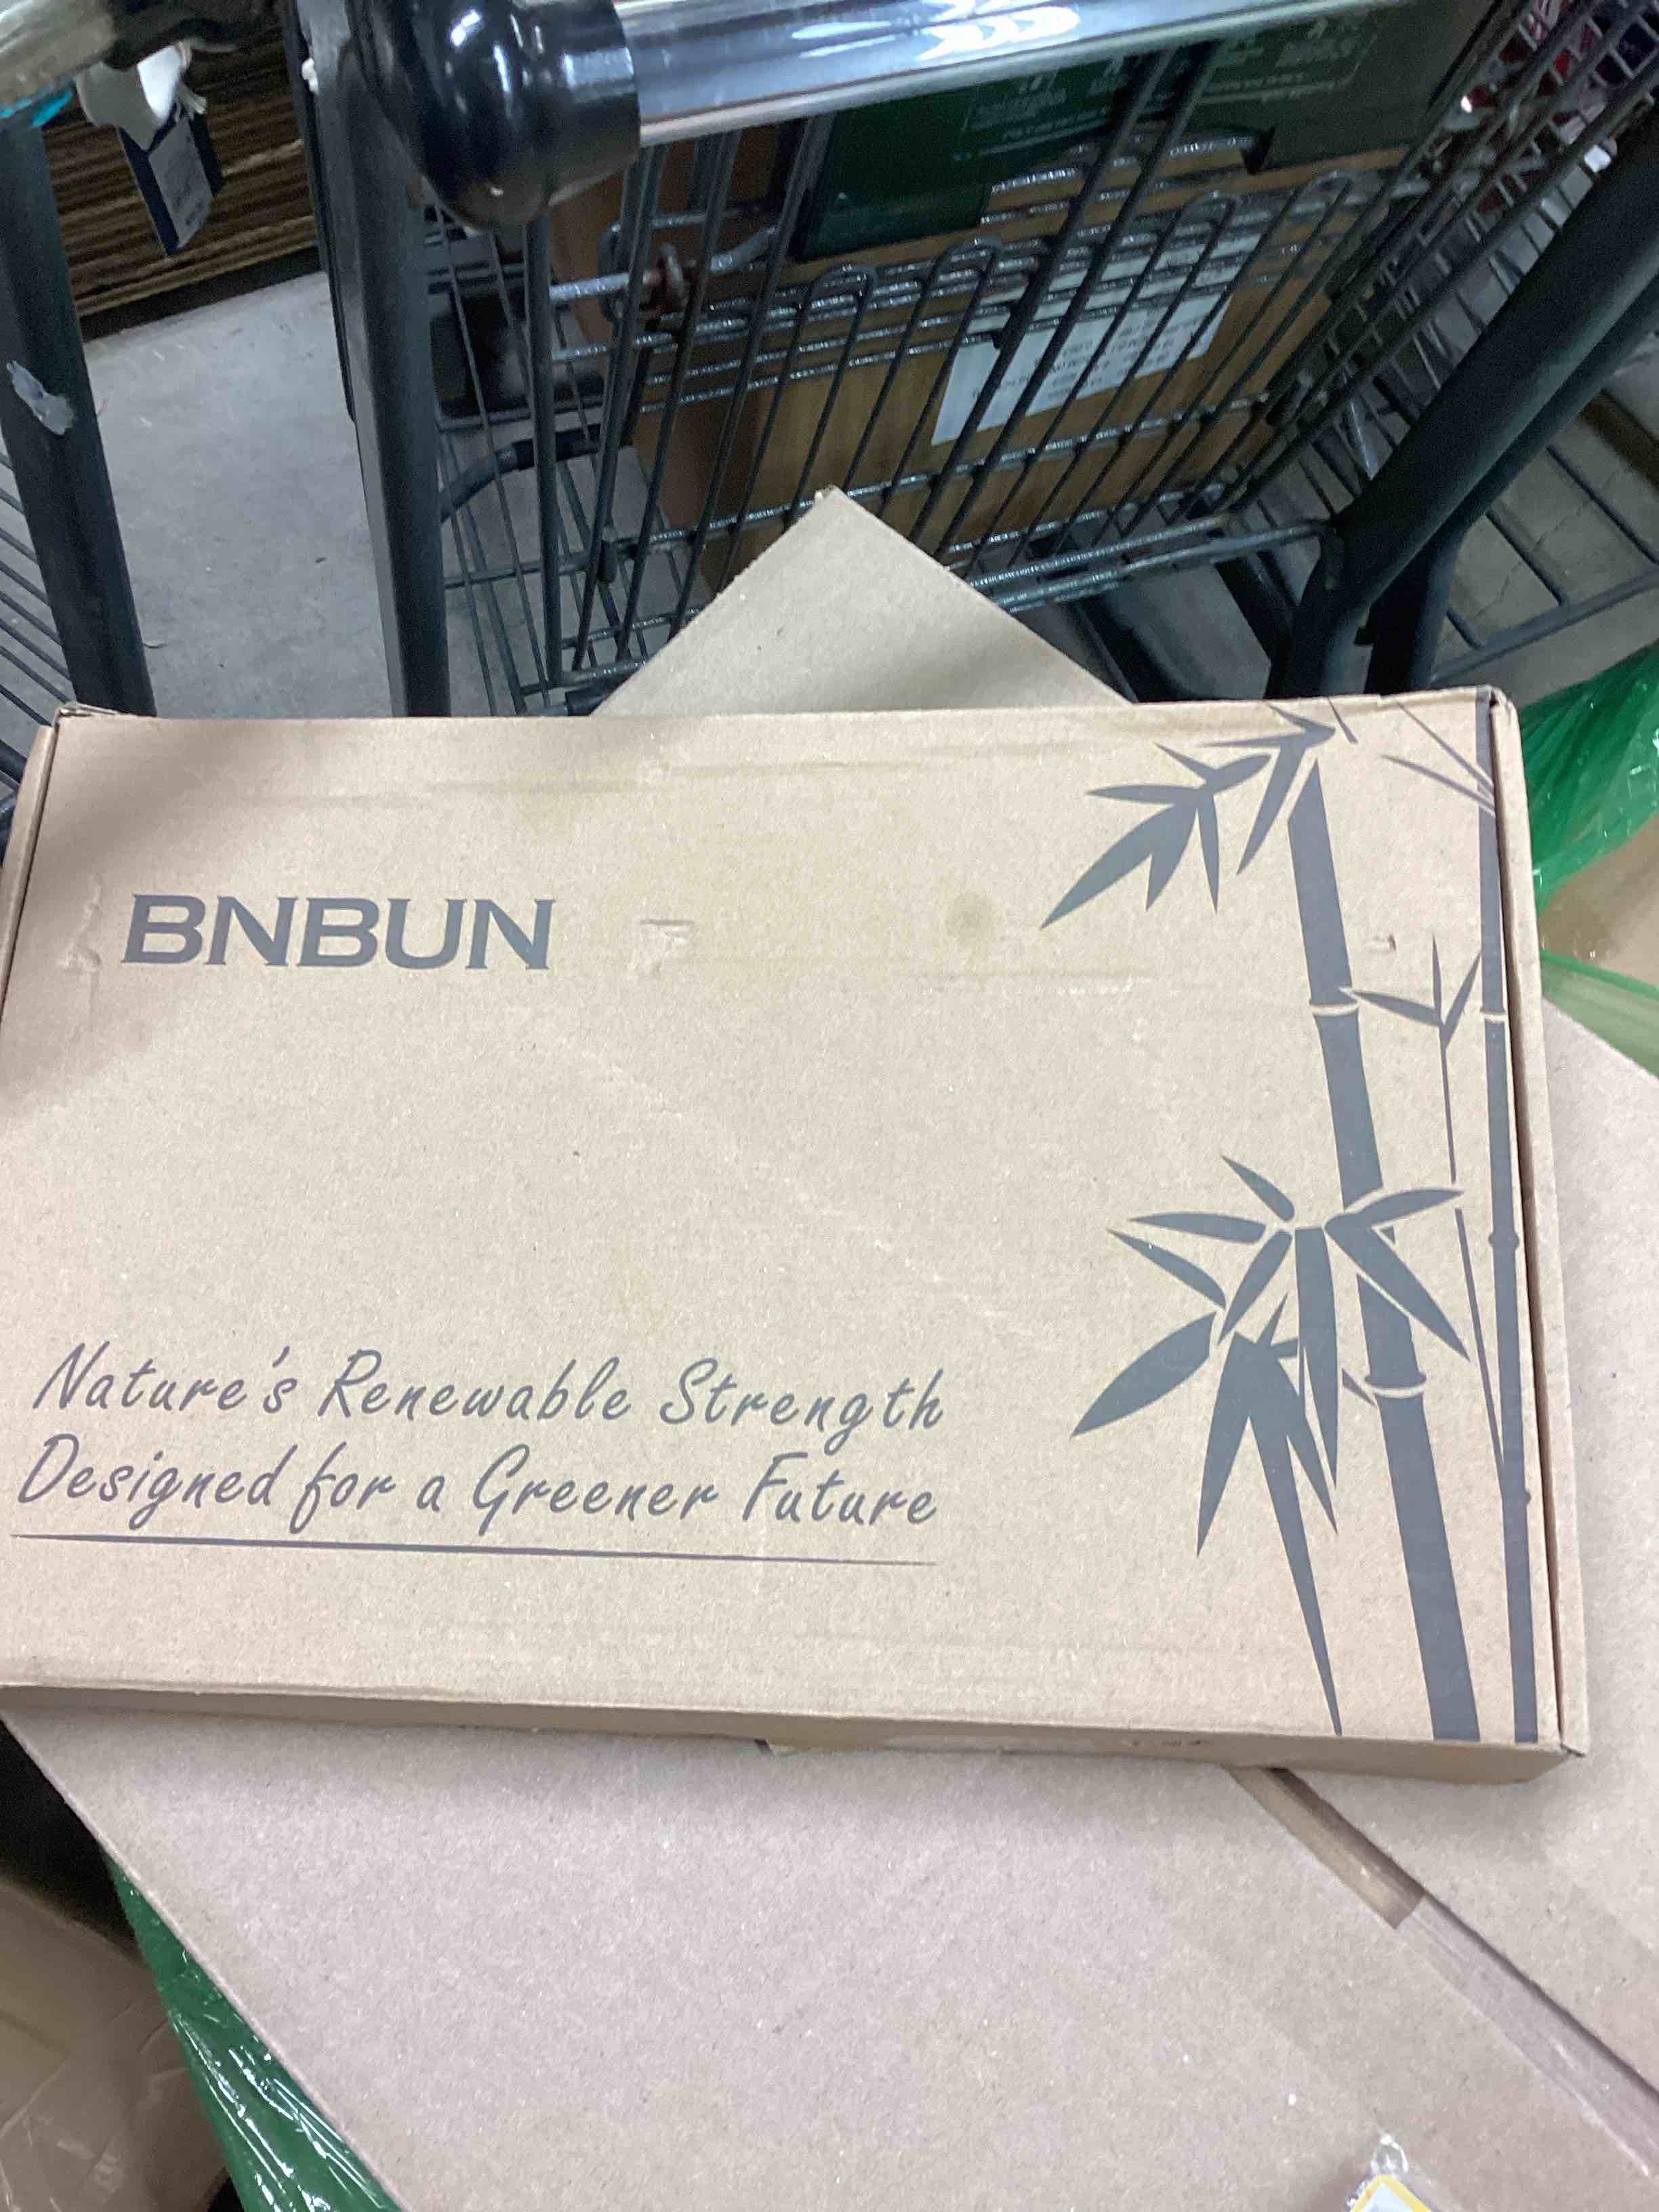 BNBUN
Nature's Renewable Strength
Designed for a Greener Future